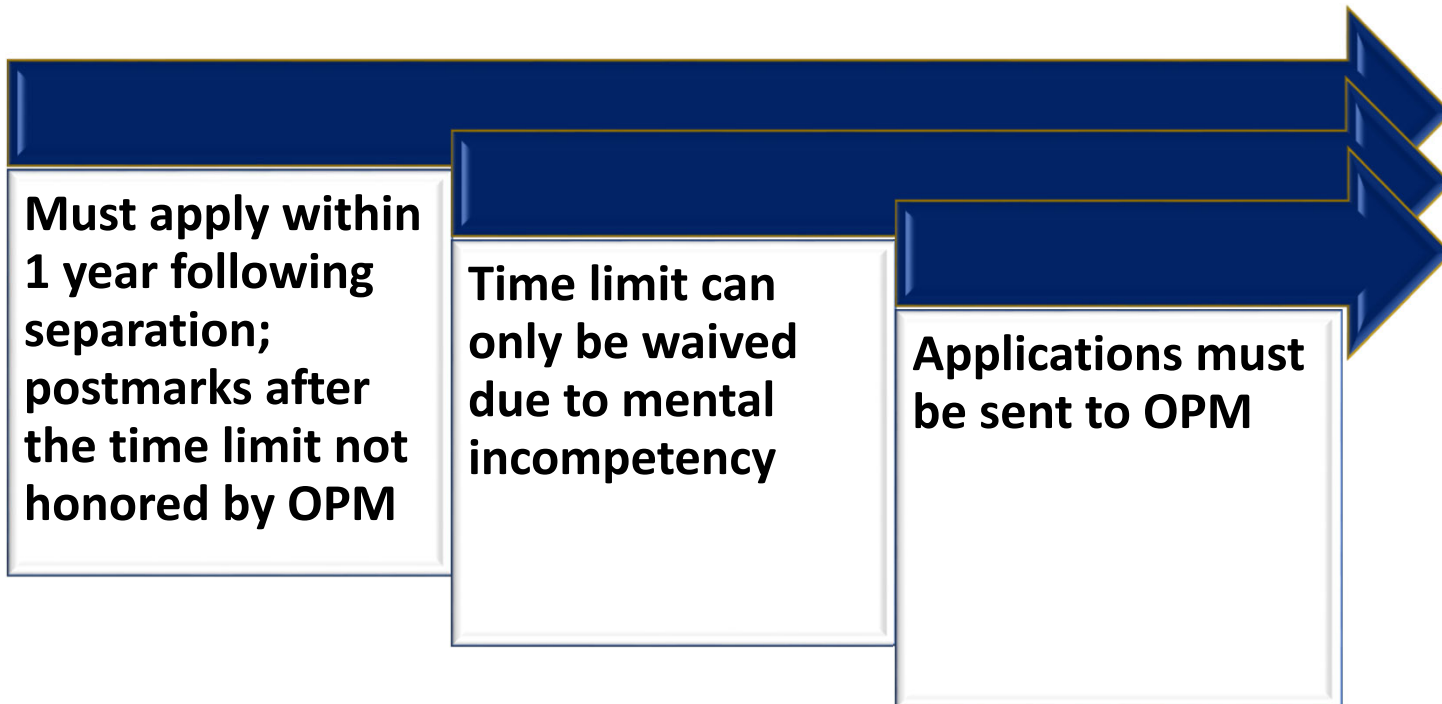 Must apply within
1 year following
separation;
postmarks after
the time limit not
honored by OPM
Time limit can
only be waived
due to mental
incompetency
Applications must
be sent to OPM